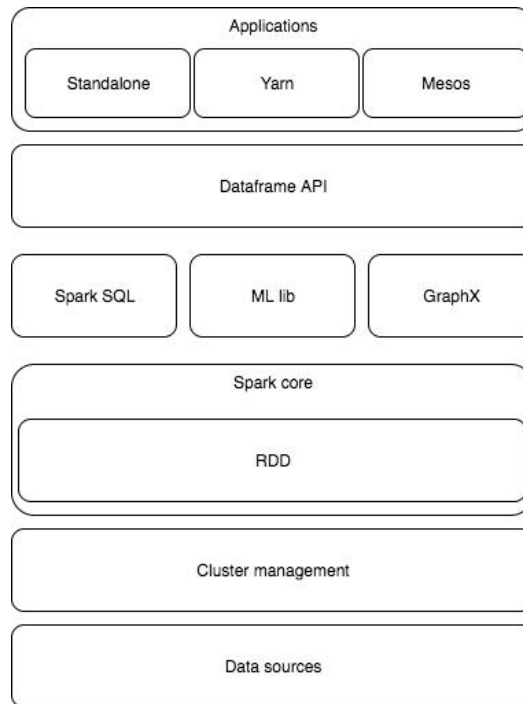 Applications
Standalone Yarn Mesos
Dataframe API
Spark SQL ML lib GraphX
Spark core
RDD
Cluster management
Data sources